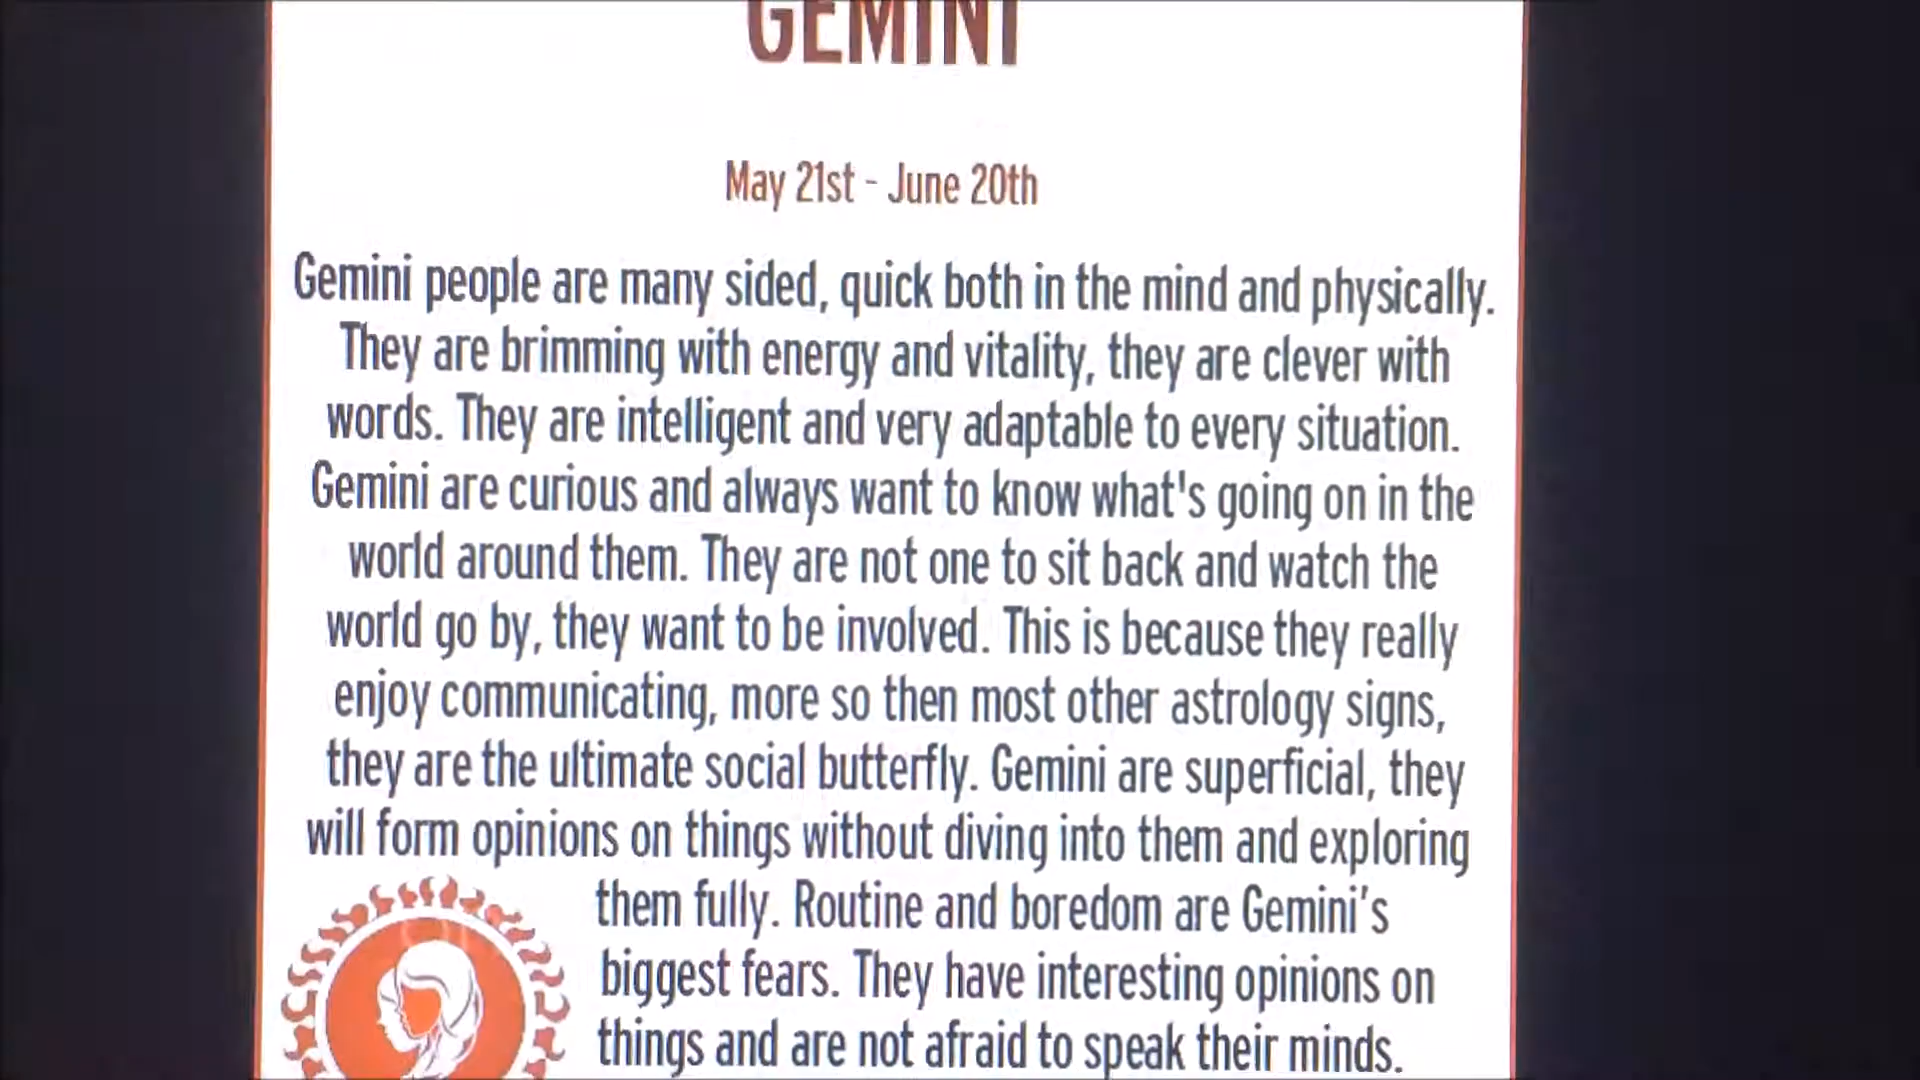 GEMINI
May 21st - June 20th
Gemini people are many sided, quick both in the mind and physically.
They are brimming with energy and vitality, they are clever with
words. They are intelligent and very adaptable to every situation.
Gemini are curious and always want to know what's going on in the
world around them. They are not one to sit back and watch the
world go by, they want to be involved. This is because they really
enjoy communicating, more so then most other astrology signs,
they are the ultimate social butterfly. Gemini are superficial, they
will form opinions on things without diving into them and exploring
them fully. Routine and boredom are Gemini's
biggest fears. They have interesting opinions on
things and are not afraid to speak their minds.